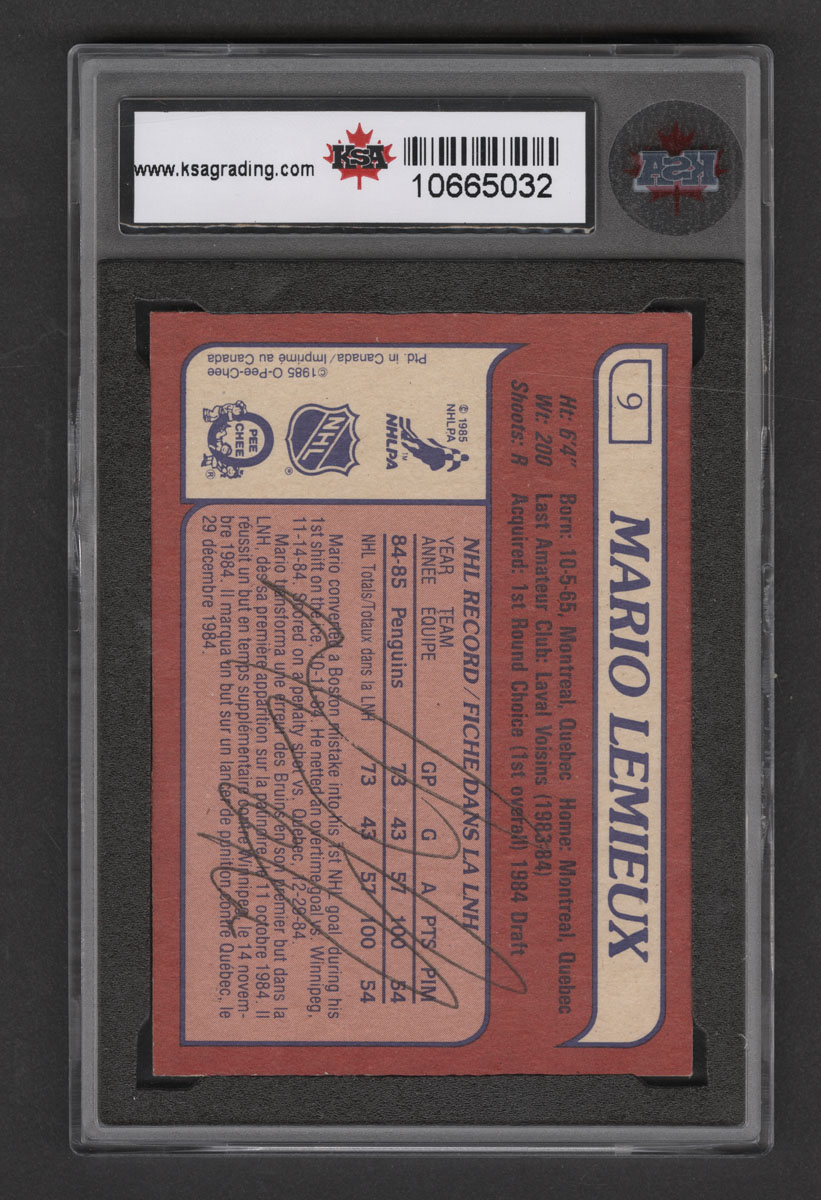 www.ksagrading.com
KSA
10665032
KSA
9
MARIO LEMIEUX
Ht: 6'4" Born: 10-5-65, Montreal, Quebec Home: Montreal, Quebec
Wt: 200 Last Amateur Club: Laval Voisins (1983-84)
Shoots: R Acquired: 1st Round Choice (1st overall) 1984 Draft
© 1985
NHLPA
NHLPA
TM
NHL
®
O PEE CHEE
®
©1985 O-Pee-Chee
Ptd. in Canada/Imprimé au Canada
NHL RECORD / FICHE DANS LA LNH
YEAR TEAM GP G A PTS PIM
ANNÉE ÉQUIPE
84-85 Penguins 73 43 57 100 54
NHL Totals/Totaux dans la LNH 73 43 57 100 54
Mario converted a Boston mistake into his 1st NHL goal, during his
1st shift on the ice, 10-11-84. He netted an overtime goal vs. Winnipeg,
11-14-84, scored on a penalty shot vs. Quebec, 12-29-84.
Mario transforma une erreur des Bruins en son premier but dans la
LNH, dès sa première apparition sur la patinoire, le 11 octobre 1984. Il
réussit un but en temps supplémentaire contre Winnipeg, le 14 novem-
bre 1984. Il marqua un but sur un lancer de punition contre Québec, le
29 décembre 1984.